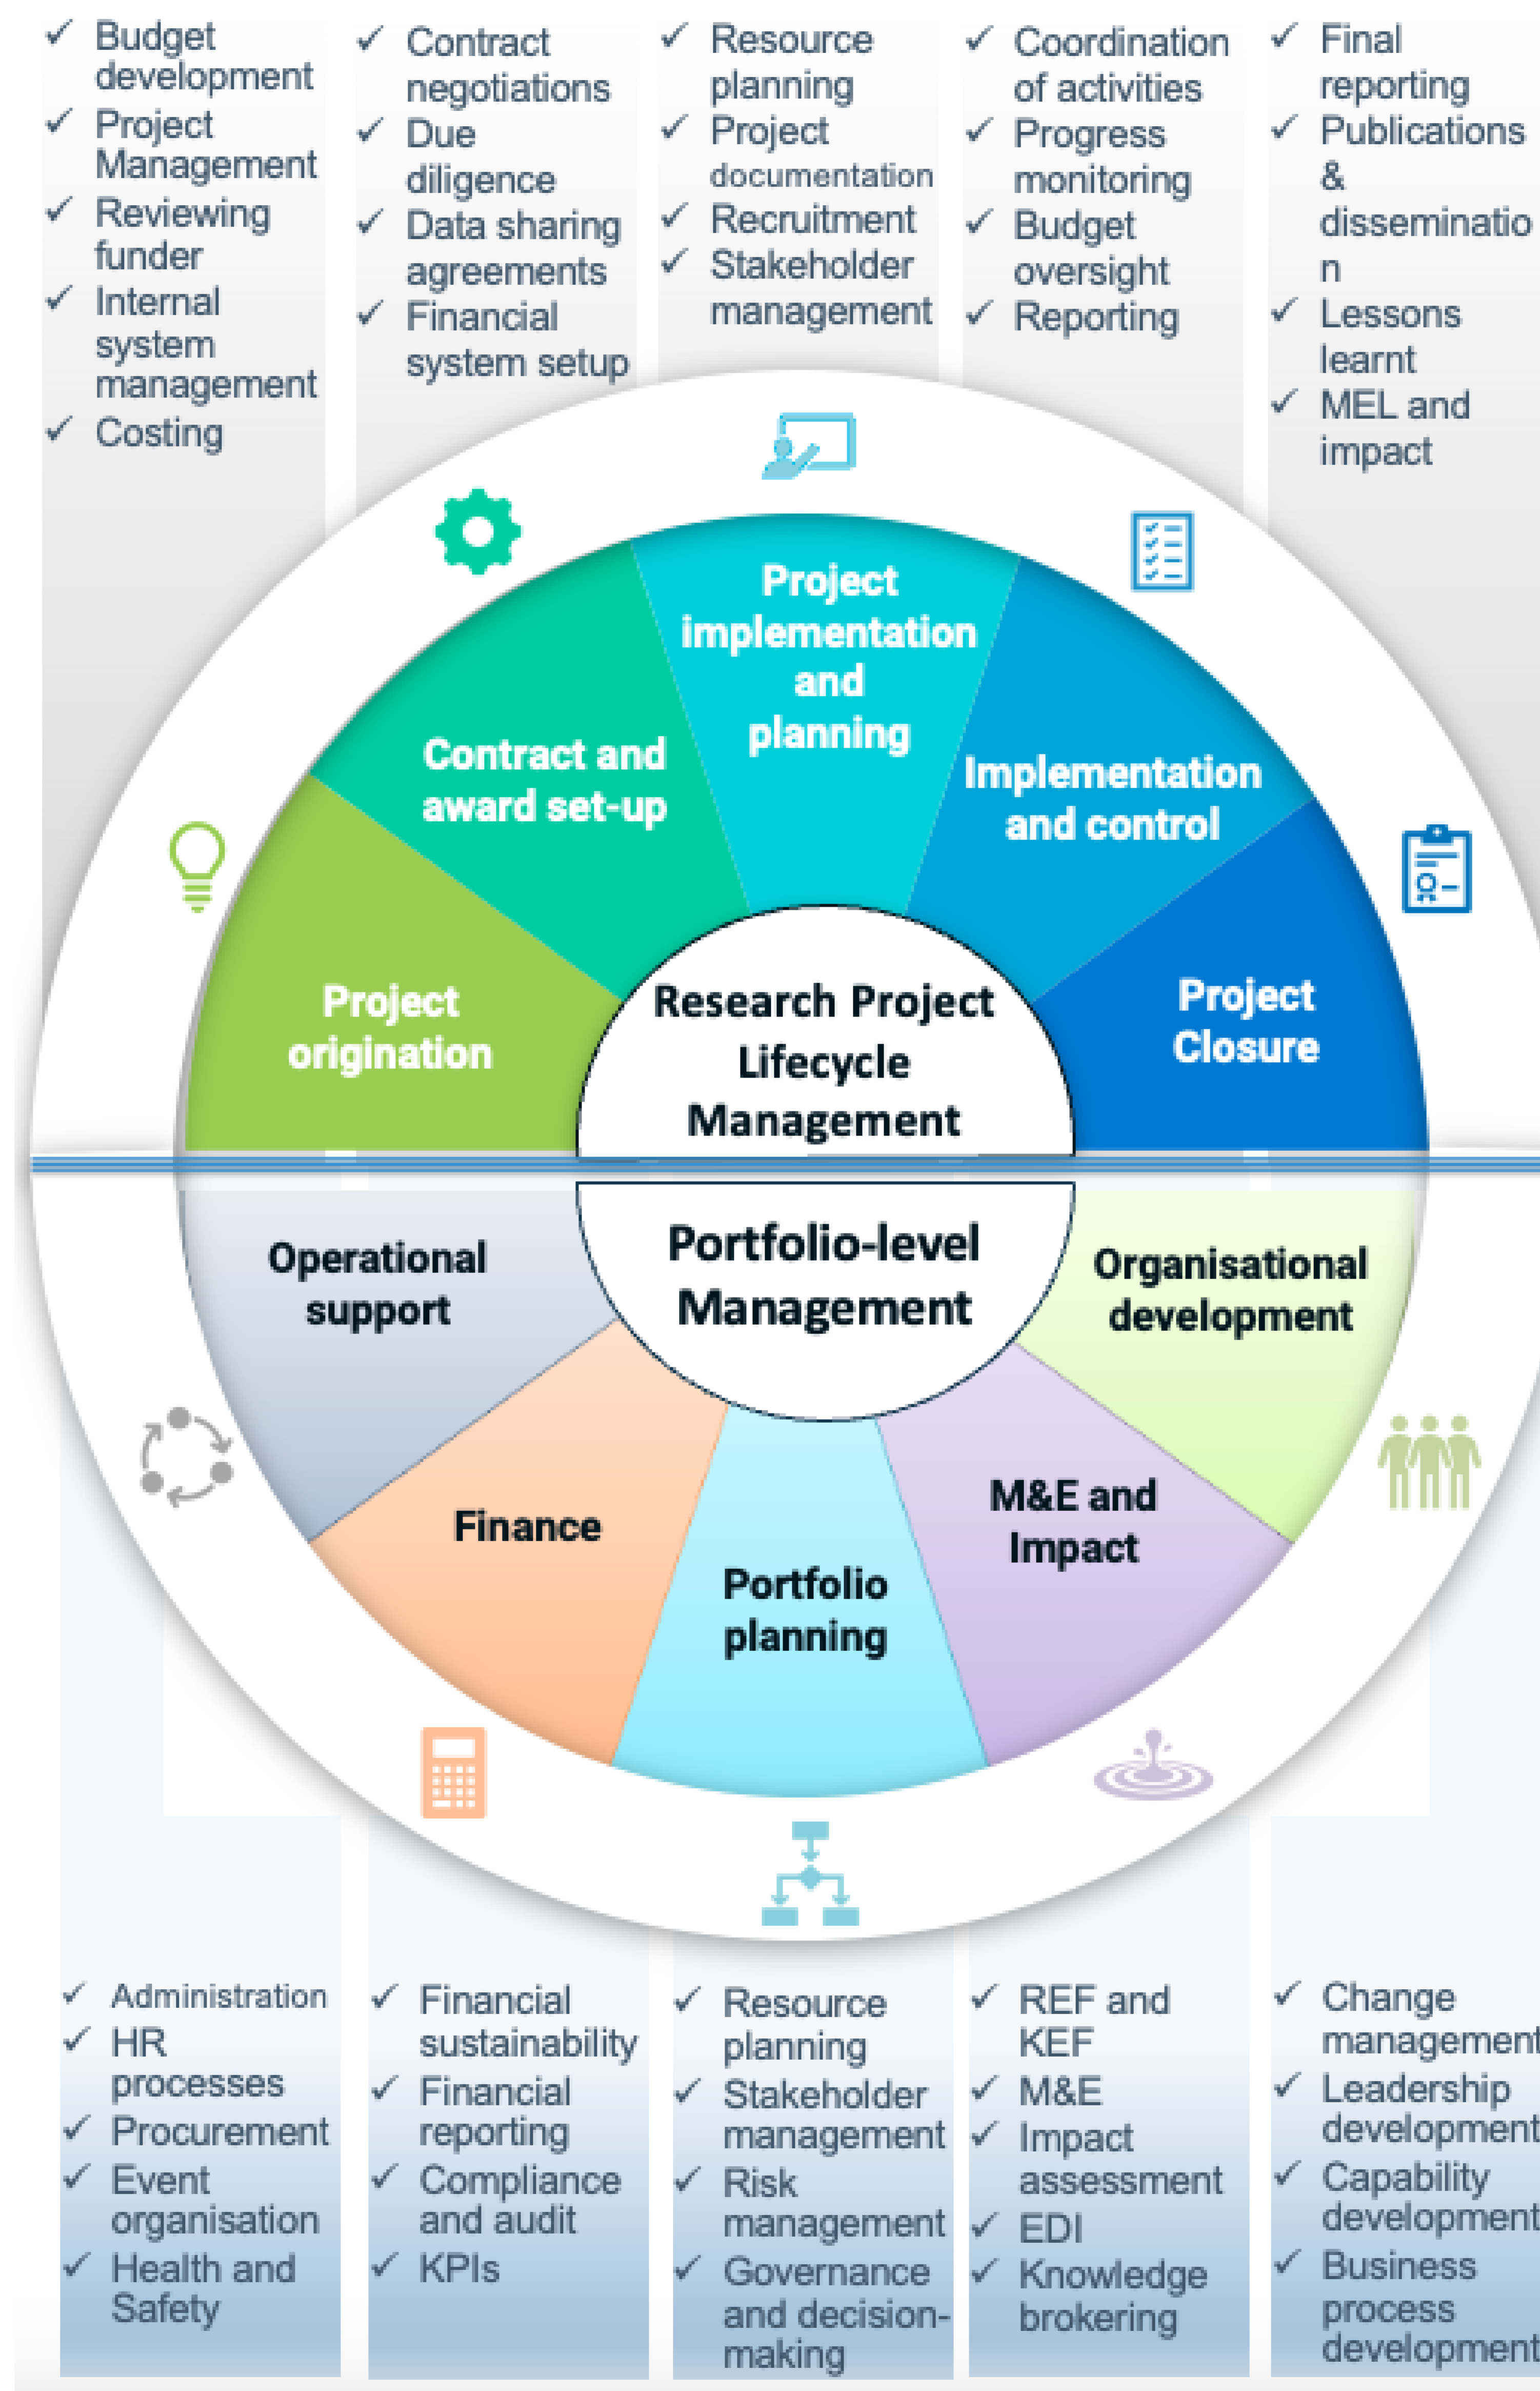 ✓ Budget
development
✓ Project
Management
✓ Reviewing
funder
✓ Internal
system
management
✓ Costing
✓ Contract
negotiations
✓ Due
diligence
✓ Data sharing
agreements
✓ Financial
system setup
✓ Resource
planning
✓ Project
documentation
✓ Recruitment
✓ Stakeholder
management
✓ Coordination
of activities
✓ Progress
monitoring
✓ Budget
oversight
✓ Reporting
✓ Final
reporting
✓ Publications
&
disseminatio
n
✓ Lessons
learnt
✓ MEL and
impact
Project
origination
Contract and
award set-up
Project
implementation
and
planning
Implementation
and control
Project
Closure
Research Project
Lifecycle
Management
Portfolio-level
Management
Operational
support
Finance
Portfolio
planning
M&E and
Impact
Organisational
development
✓ Administration
✓ HR
processes
✓ Procurement
✓ Event
organisation
✓ Health and
Safety
✓ Financial
sustainability
✓ Financial
reporting
✓ Compliance
and audit
✓ KPIs
✓ Resource
planning
✓ Stakeholder
management
✓ Risk
management
✓ Governance
and decision-
making
✓ REF and
KEF
✓ M&E
✓ Impact
assessment
✓ EDI
✓ Knowledge
brokering
✓ Change
management
✓ Leadership
development
✓ Capability
development
✓ Business
process
development